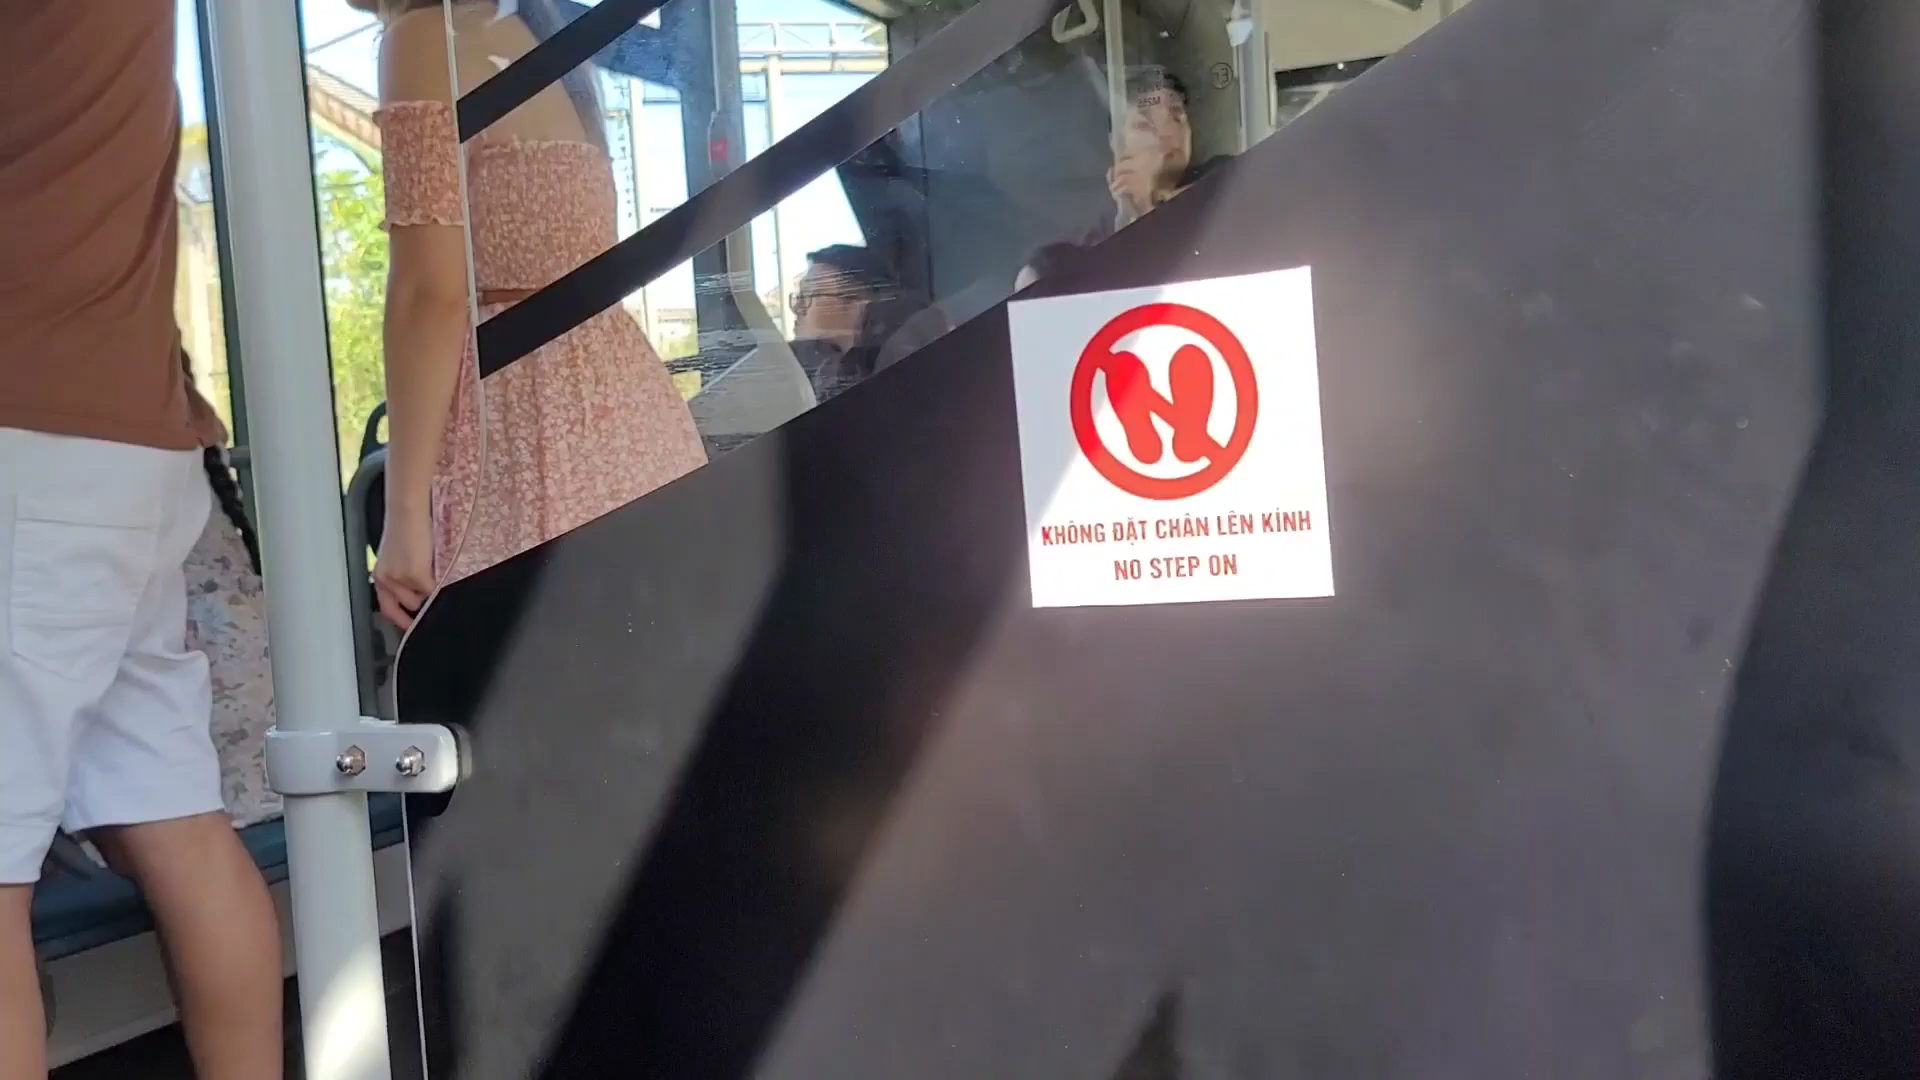 KHÔNG ĐẶT CHÂN LÊN KÍNH
NO STEP ON